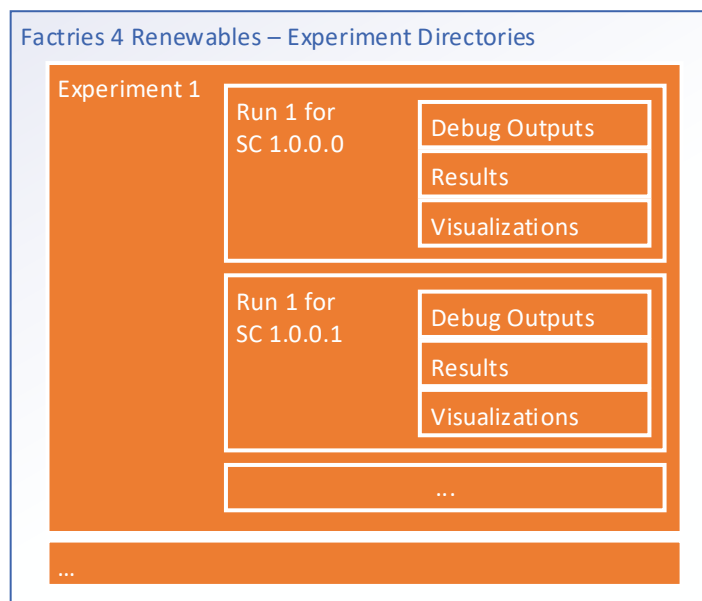 Factries 4 Renewables – Experiment Directories
Experiment 1
Run 1 for
SC 1.0.0.0
Debug Outputs
Results
Visualizations
Run 1 for
SC 1.0.0.1
Debug Outputs
Results
Visualizations
...
...